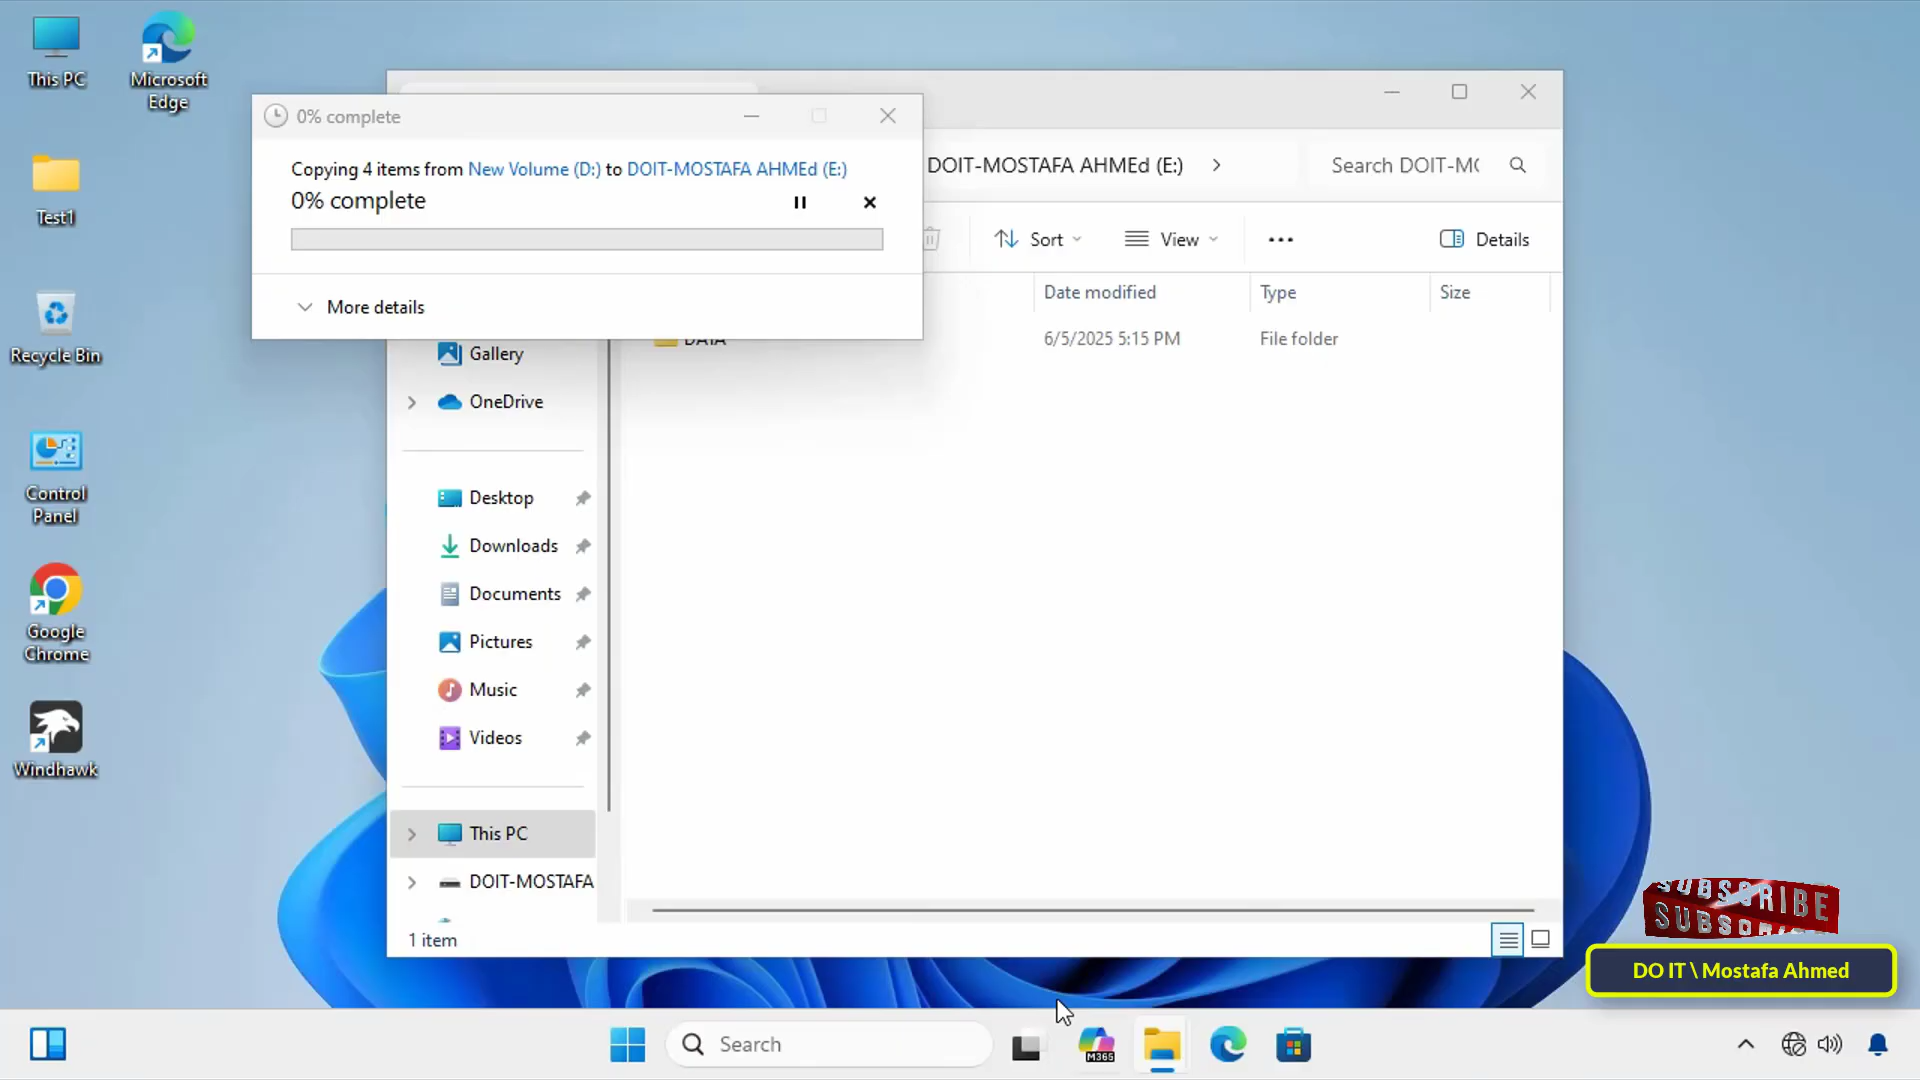 This PC
Microsoft
Edge
Test1
Recycle Bin
Control
Panel
Google
Chrome
Windhawk
0% complete
Copying 4 items from New Volume (D:) to DOIT-MOSTAFA AHMEd (E:)
0% complete
More details
DOIT-MOSTAFA AHMEd (E:)
Search DOIT-M
Sort
View
Details
Date modified
Type
Size
DATA
6/5/2025 5:15 PM
File folder
Gallery
OneDrive
Desktop
Downloads
Documents
Pictures
Music
Videos
This PC
DOIT-MOSTAFA
1 item
SUBSCRIBE
DO IT \ Mostafa Ahmed
Search
M365